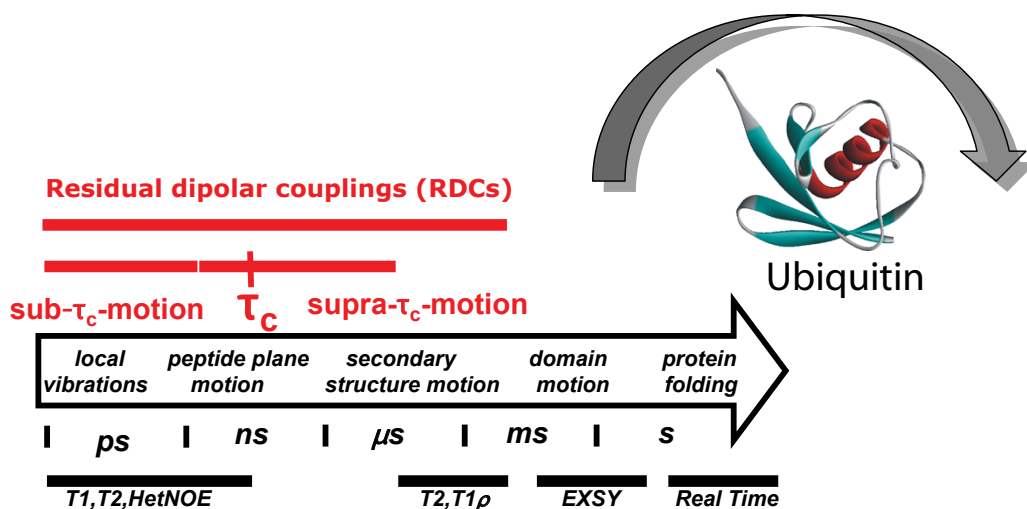 Residual dipolar couplings (RDCs)
Ubiquitin
sub-τc-motion
τc
supra-τc-motion
local vibrations
peptide plane motion
secondary structure motion
domain motion
protein folding
ps
ns
μs
ms
s
T1,T2,HetNOE
T2,T1ρ
EXSY
Real Time